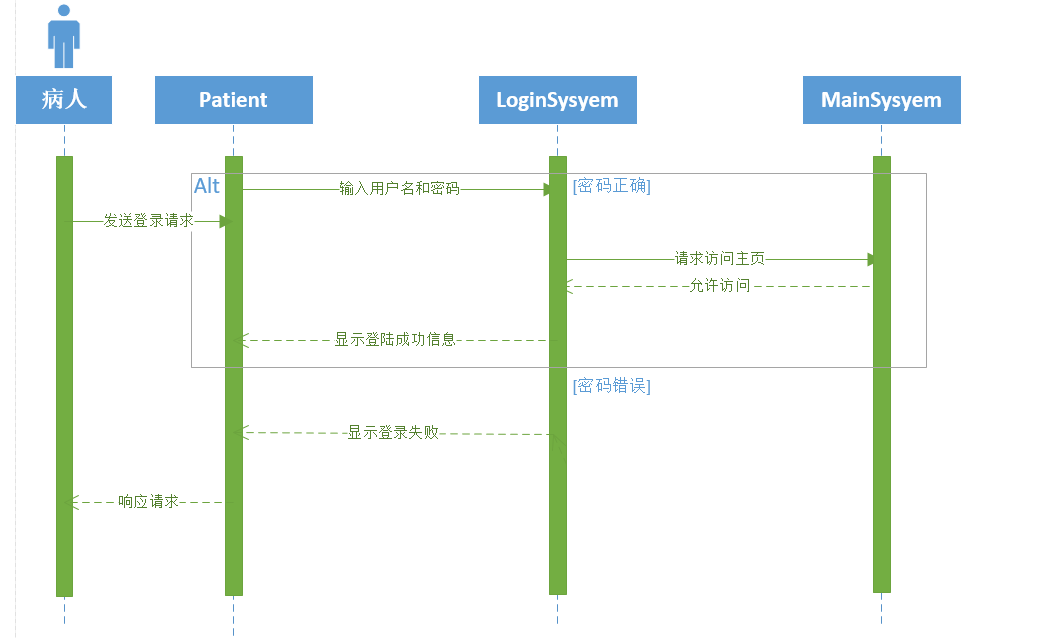 病人
Patient
LoginSysyem
MainSysyem
Alt
输入用户名和密码
[密码正确]
发送登录请求
请求访问主页
允许访问
显示登陆成功信息
[密码错误]
显示登录失败
响应请求